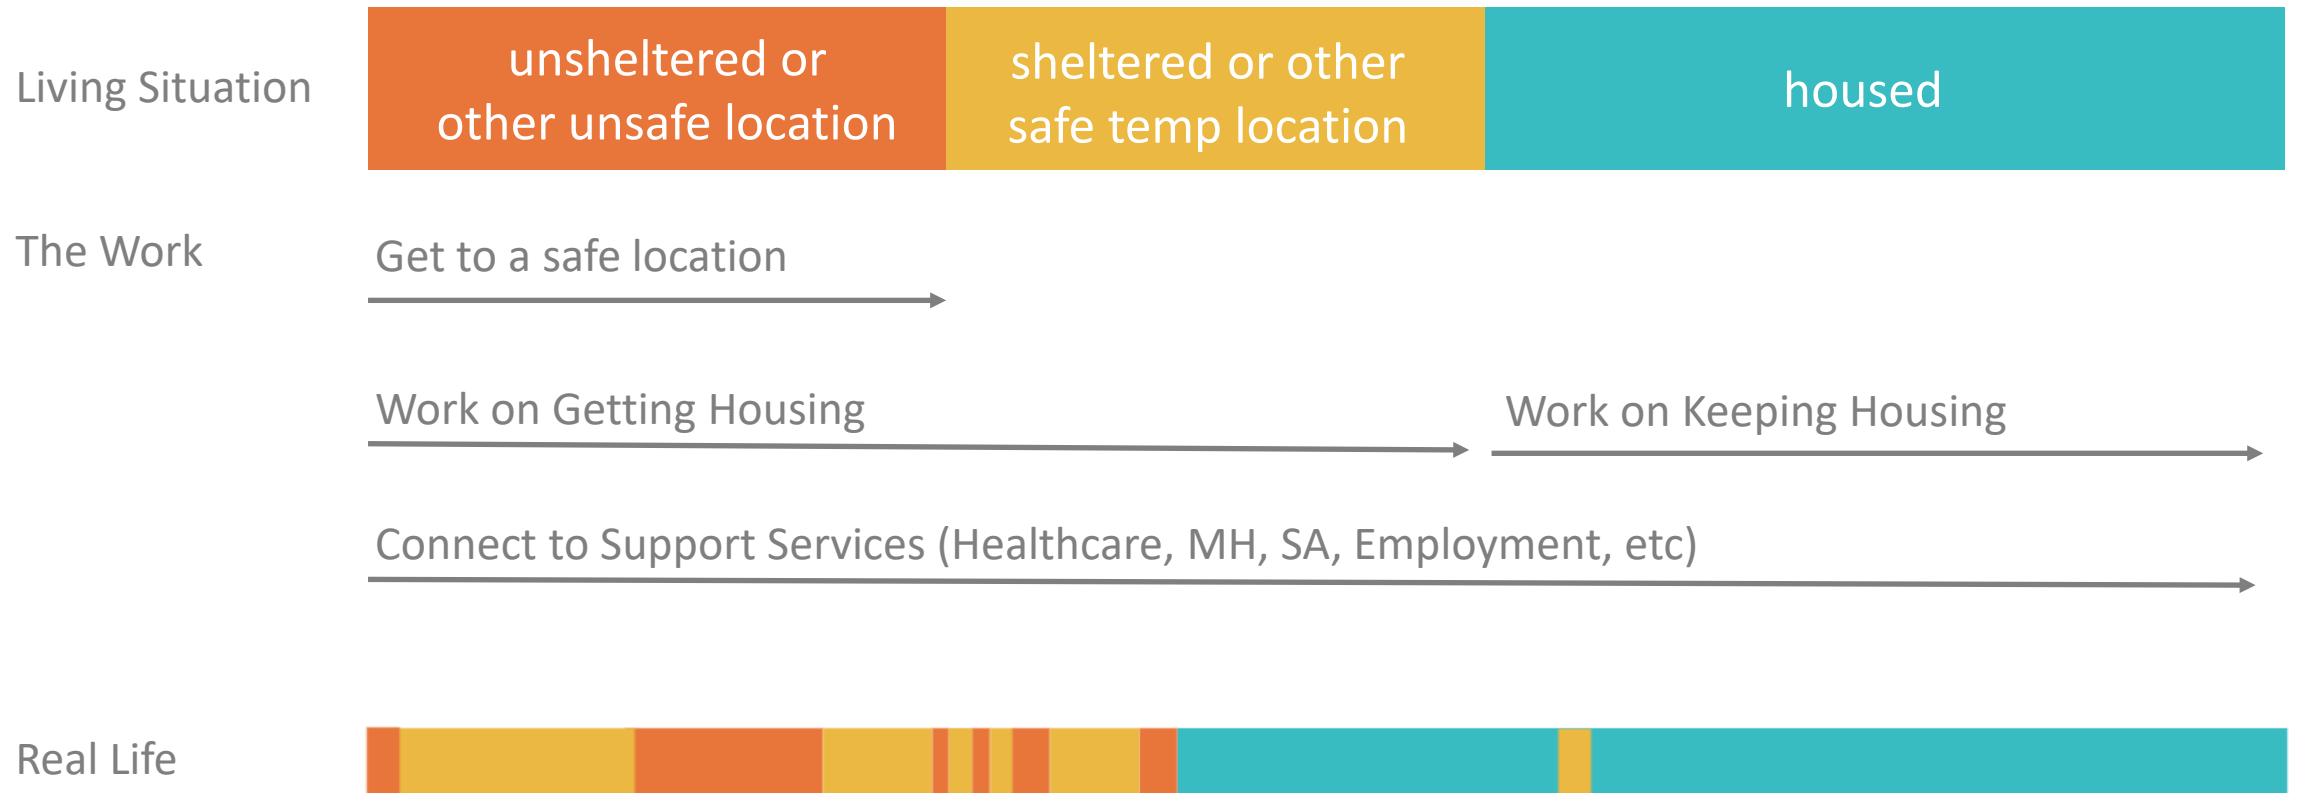 Living Situation
unsheltered or
other unsafe location
sheltered or other
safe temp location
housed
The Work
Get to a safe location
Work on Getting Housing
Work on Keeping Housing
Connect to Support Services (Healthcare, MH, SA, Employment, etc)
Real Life